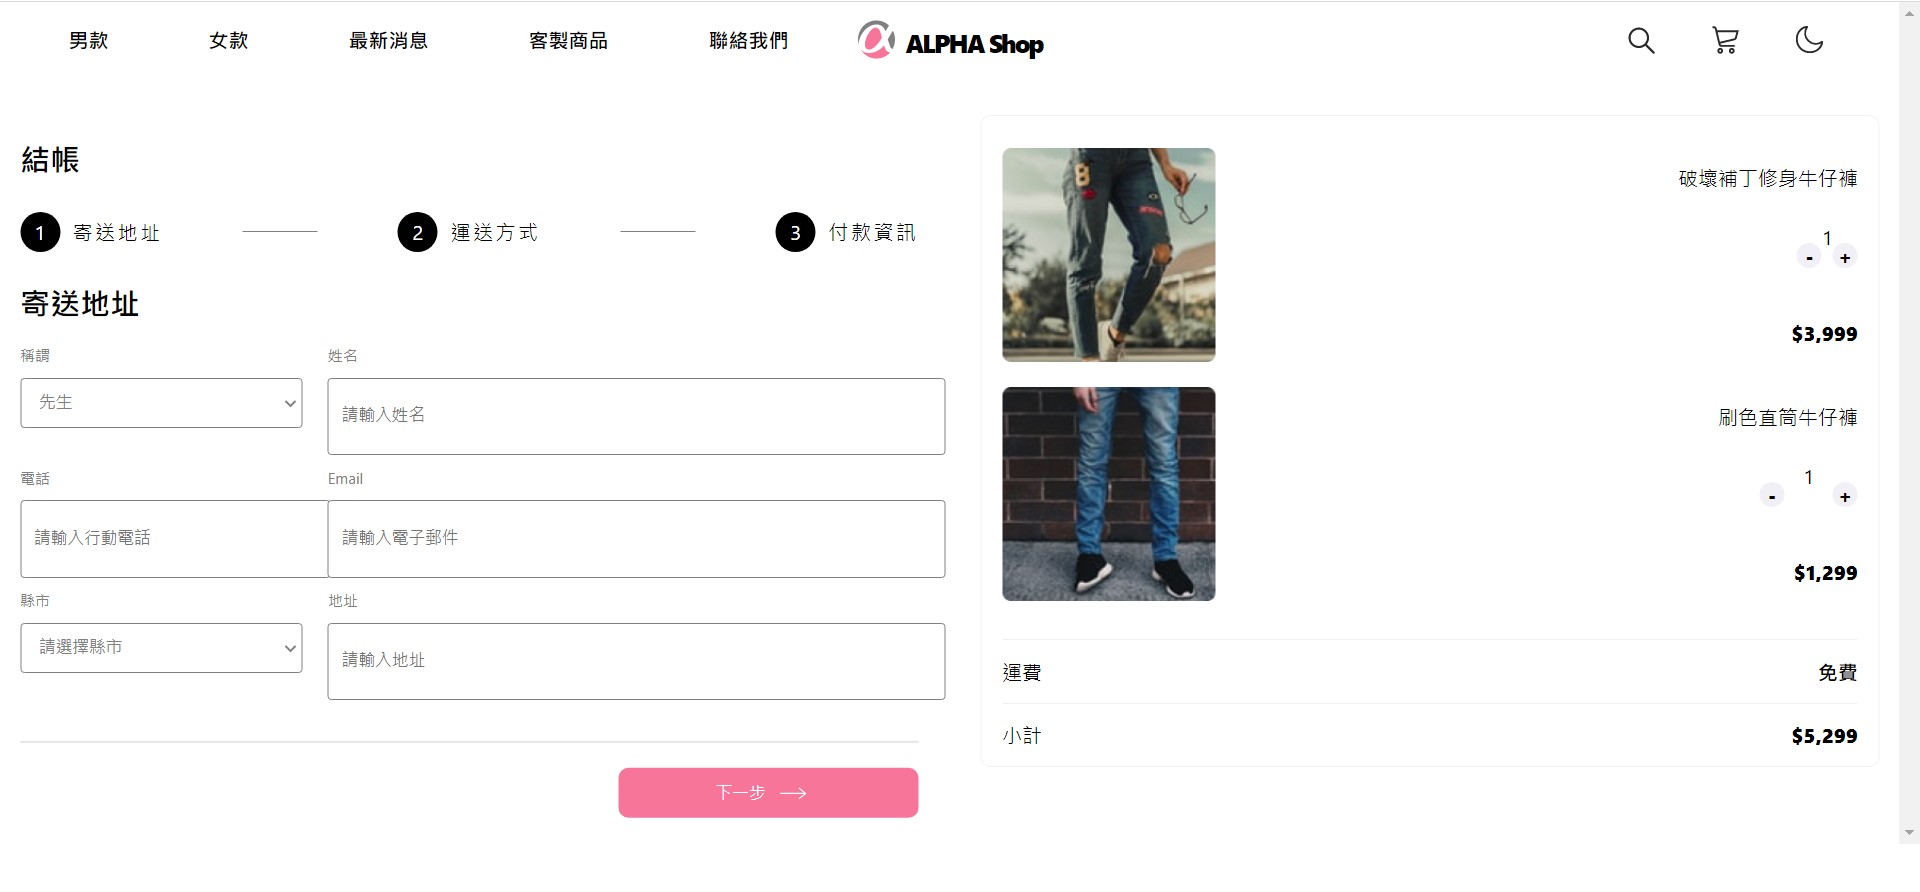 男款 女款 最新消息 客製商品 聯絡我們 ALPHA Shop
結帳
1 寄送地址 2 運送方式 3 付款資訊
寄送地址
稱謂 姓名
先生 請輸入姓名
電話 Email
請輸入行動電話 請輸入電子郵件
縣市 地址
請選擇縣市 請輸入地址
下一步
破壞補丁修身牛仔褲
1
- +
$3,999
刷色直筒牛仔褲
1
- +
$1,299
運費 免費
小計 $5,299